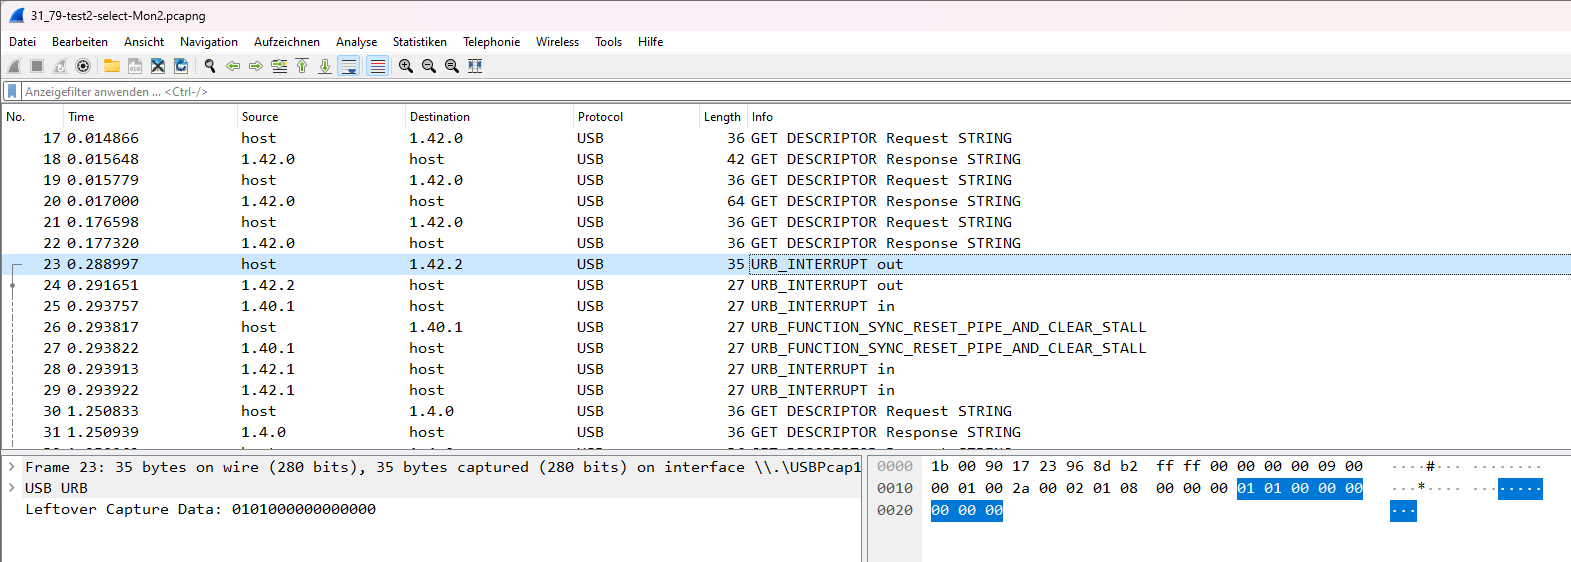 31_79-test2-select-Mon2.pcapng
Datei Bearbeiten Ansicht Navigation Aufzeichnen Analyse Statistiken Telephonie Wireless Tools Hilfe
Anzeigefilter anwenden ... <Ctrl-/>
No. Time Source Destination Protocol Length Info
17 0.014866 host 1.42.0 USB 36 GET DESCRIPTOR Request STRING
18 0.015648 1.42.0 host USB 42 GET DESCRIPTOR Response STRING
19 0.015779 host 1.42.0 USB 36 GET DESCRIPTOR Request STRING
20 0.017000 1.42.0 host USB 64 GET DESCRIPTOR Response STRING
21 0.176598 host 1.42.0 USB 36 GET DESCRIPTOR Request STRING
22 0.177320 1.42.0 host USB 36 GET DESCRIPTOR Response STRING
23 0.288997 host 1.42.2 USB 35 URB_INTERRUPT out
24 0.291651 1.42.2 host USB 27 URB_INTERRUPT out
25 0.293757 1.40.1 host USB 27 URB_INTERRUPT in
26 0.293817 host 1.40.1 USB 27 URB_FUNCTION_SYNC_RESET_PIPE_AND_CLEAR_STALL
27 0.293822 1.40.1 host USB 27 URB_FUNCTION_SYNC_RESET_PIPE_AND_CLEAR_STALL
28 0.293913 1.42.1 host USB 27 URB_INTERRUPT in
29 0.293922 1.42.1 host USB 27 URB_INTERRUPT in
30 1.250833 host 1.4.0 USB 36 GET DESCRIPTOR Request STRING
31 1.250939 1.4.0 host USB 36 GET DESCRIPTOR Response STRING
Frame 23: 35 bytes on wire (280 bits), 35 bytes captured (280 bits) on interface \\.\USBPcap1
USB URB
Leftover Capture Data: 0101000000000000
0000 1b 00 90 17 23 96 8d b2 ff ff 00 00 00 00 09 00 ····#··· ········
0010 00 01 00 2a 00 02 01 08 00 00 00 01 01 00 00 00 ···*···· ········
0020 00 00 00 ···